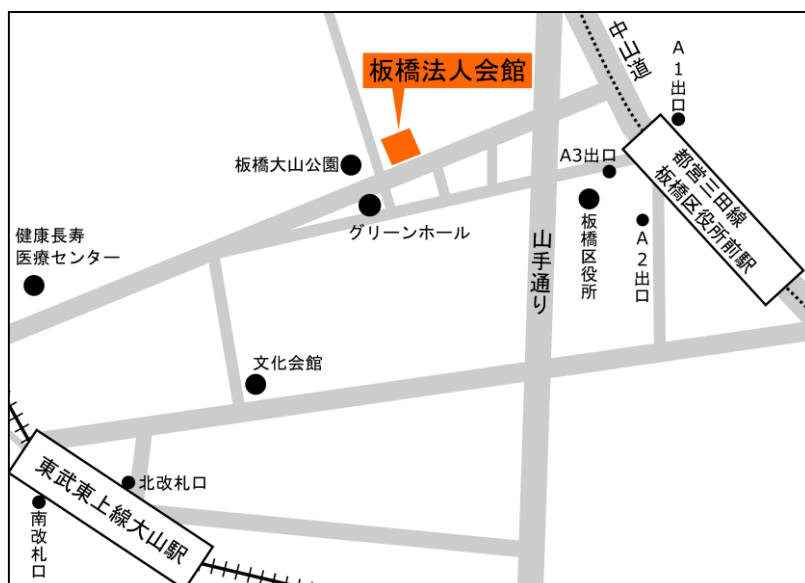 板橋法人会館
中山道
A1出口
板橋大山公園
A3出口
都営三田線
板橋区役所前駅
グリーンホール
板橋区役所
A2出口
山手通り
健康長寿
医療センター
文化会館
東武東上線大山駅
北改札口
南改札口